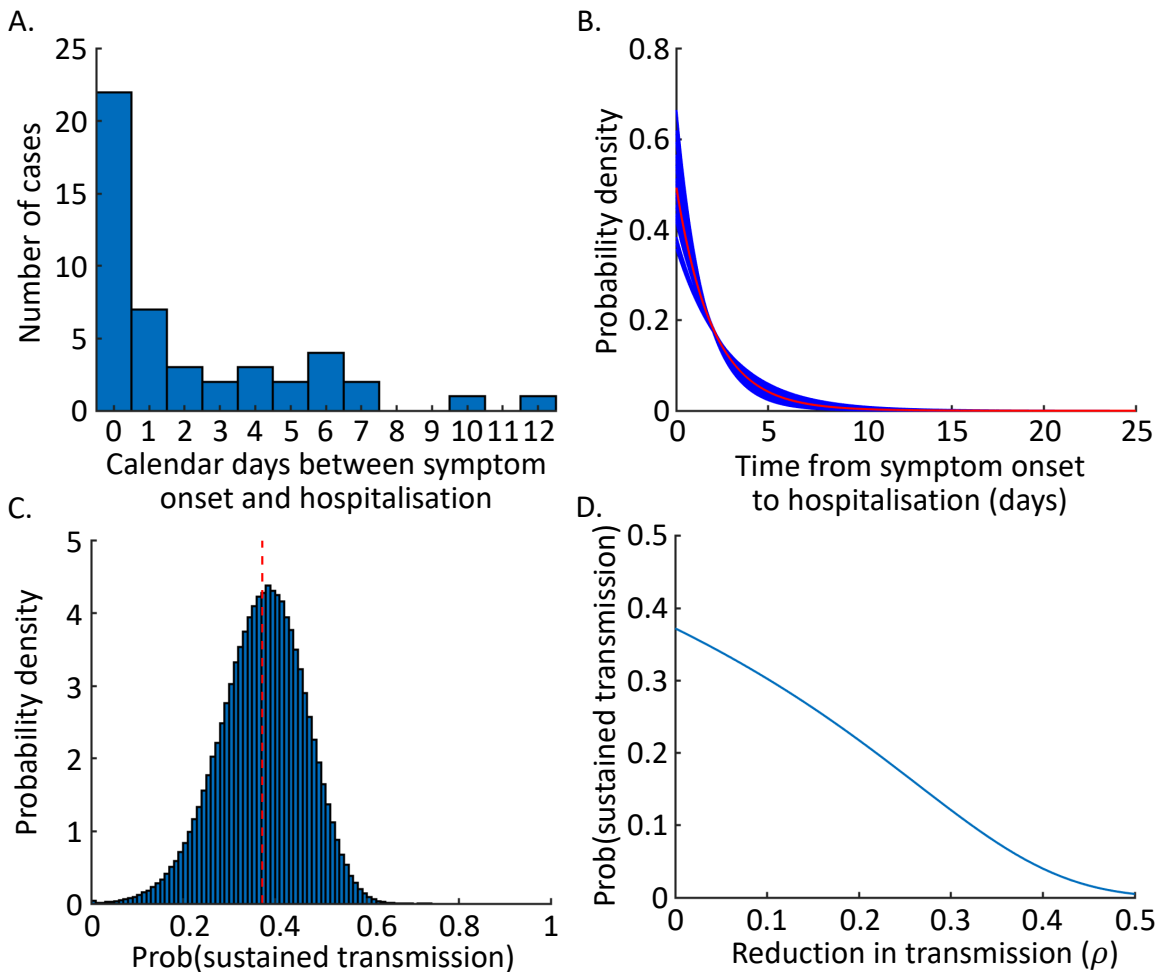 A.
25
20
15
10
5
0
Number of cases
0 1 2 3 4 5 6 7 8 9 10 11 12
Calendar days between symptom
onset and hospitalisation
B.
0.8
0.6
0.4
0.2
0
Probability density
0 5 10 15 20 25
Time from symptom onset
to hospitalisation (days)
C.
5
4
3
2
1
0
Probability density
0 0.2 0.4 0.6 0.8 1
Prob(sustained transmission)
D.
0.5
0.4
0.3
0.2
0.1
0
Prob(sustained transmission)
0 0.1 0.2 0.3 0.4 0.5
Reduction in transmission (ρ)